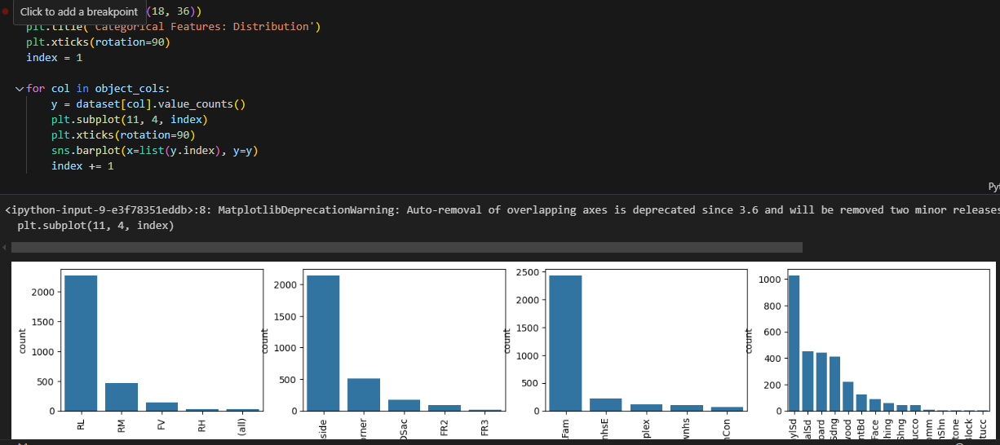 Click to add a breakpoint (18, 36))
plt.title('Categorical Features: Distribution')
plt.xticks(rotation=90)
index = 1
for col in object_cols:
y = dataset[col].value_counts()
plt.subplot(11, 4, index)
plt.xticks(rotation=90)
sns.barplot(x=list(y.index), y=y)
index += 1
Pyt
<ipython-input-9-e3f78351eddb>:8: MatplotlibDeprecationWarning: Auto-removal of overlapping axes is deprecated since 3.6 and will be removed two minor releases
plt.subplot(11, 4, index)
count
2000
1500
1000
500
0
RL
RM
FV
RH
(all)
count
2000
1500
1000
500
0
side
orner
DSac
FR2
FR3
count
2500
2000
1500
1000
500
0
Fam
nhsE
plex
wnhs
nCon
count
1000
800
600
400
200
0
ylSd
alSd
oard
Sdng
wood
ntBd
Face
hing
Shng
ucco
omm
nShn
tone
lock
tucc